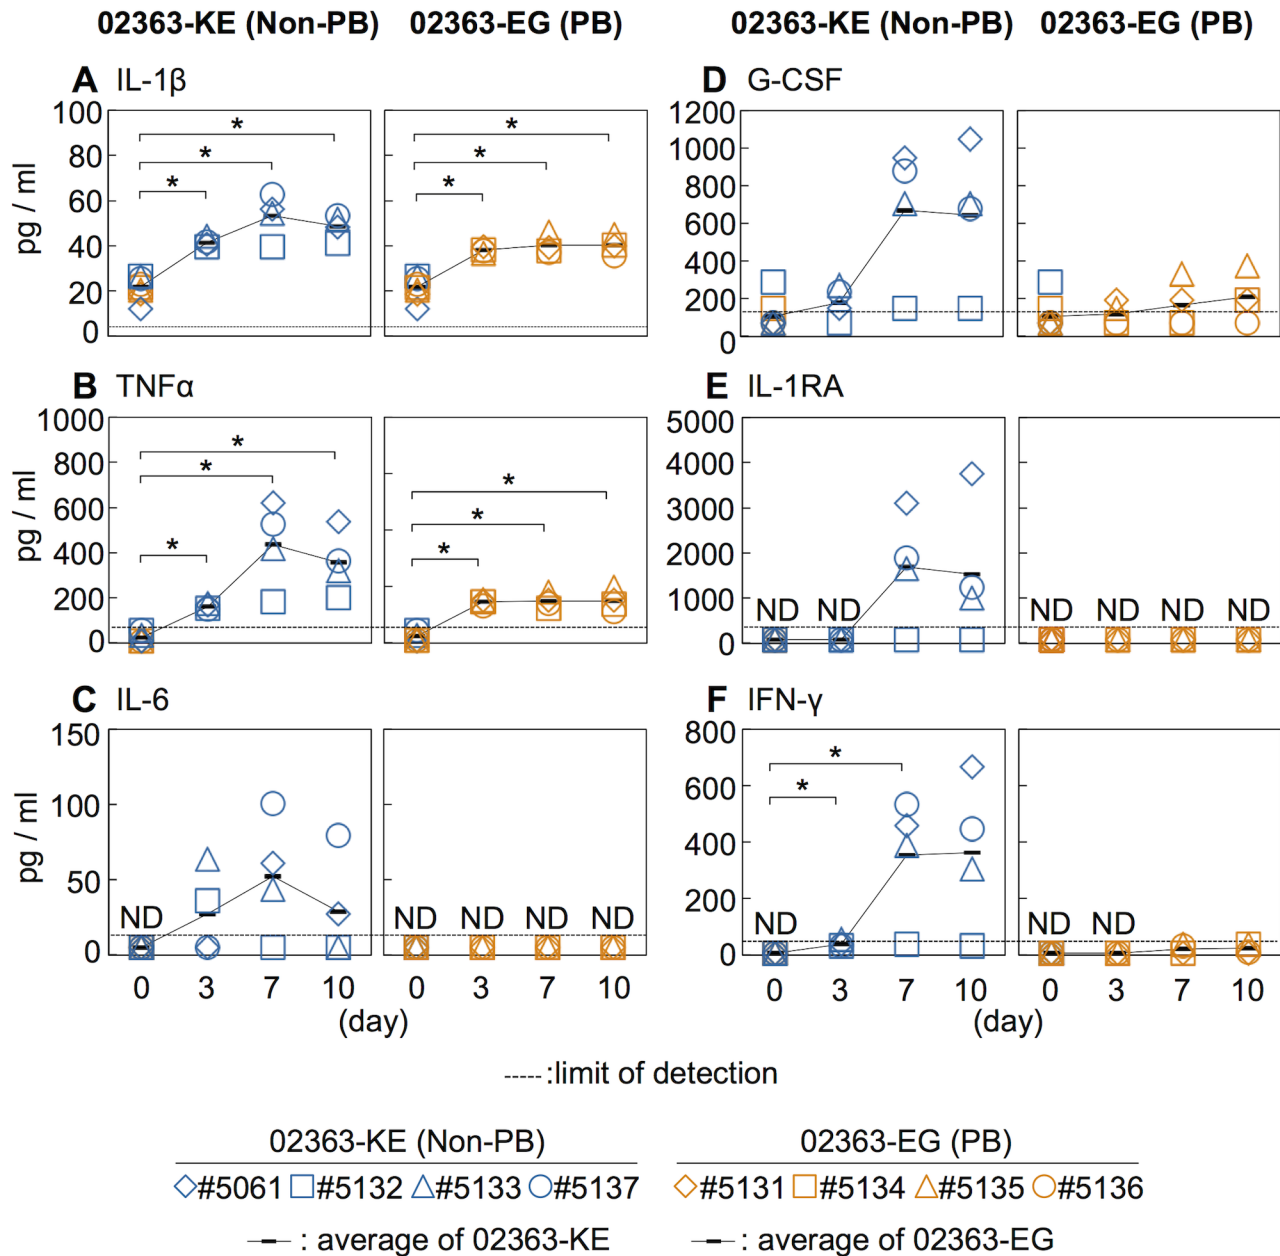 02363-KE (Non-PB) 02363-EG (PB) 02363-KE (Non-PB) 02363-EG (PB)
A IL-1β
pg / ml
100
80
60
40
20
0
* * *
* * *
D G-CSF
1200
1000
800
600
400
200
0
B TNFα
pg / ml
1000
800
600
400
200
0
* * *
* * *
E IL-1RA
5000
4000
3000
2000
1000
0
ND ND
ND ND ND ND
C IL-6
pg / ml
150
100
50
0
ND
ND ND ND ND
0 3 7 10 0 3 7 10
(day)
F IFN-γ
800
600
400
200
0
* *
ND
ND ND
0 3 7 10 0 3 7 10
(day)
-----:limit of detection
02363-KE (Non-PB) 02363-EG (PB)
#5061 #5132 #5133 #5137 #5131 #5134 #5135 #5136
: average of 02363-KE : average of 02363-EG